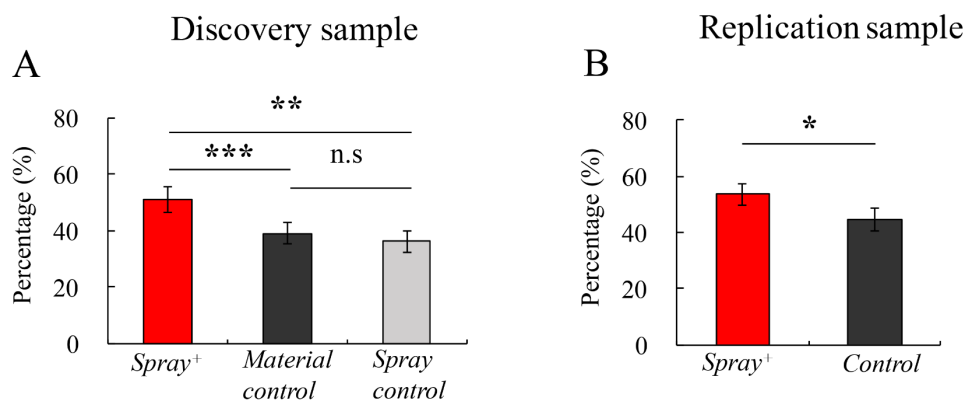 Discovery sample
Replication sample
A
B
**
***
n.s
*
Percentage (%)
80
60
40
20
0
Spray+
Material control
Spray control
Percentage (%)
80
60
40
20
0
Spray+
Control